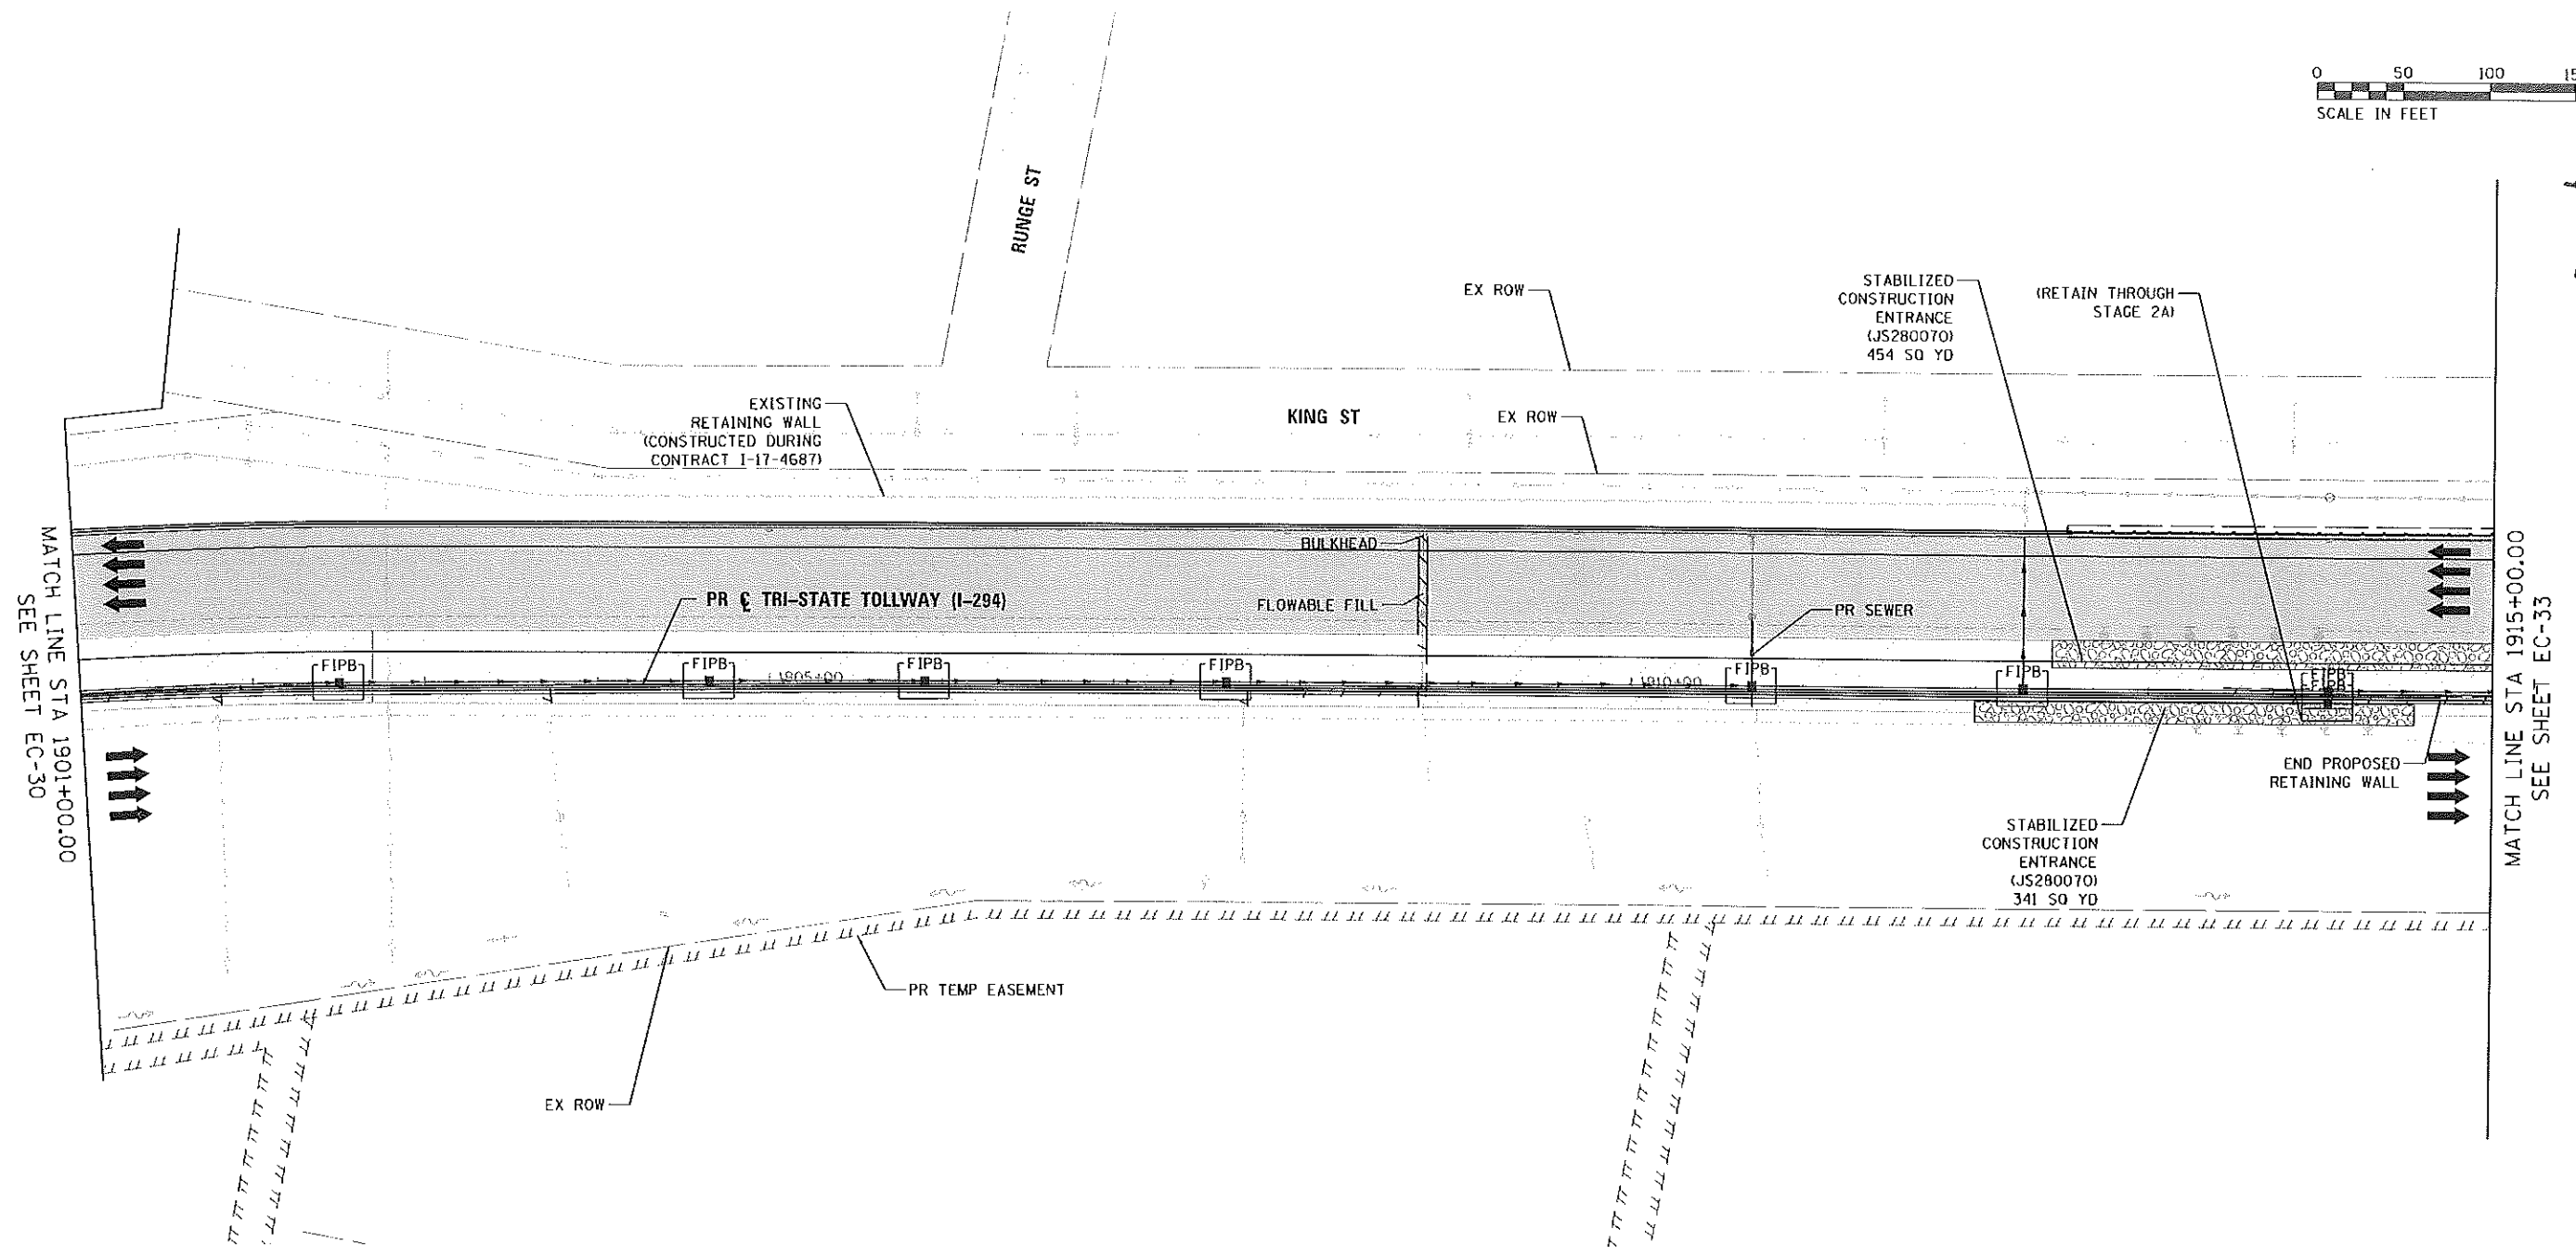 0 50 100
SCALE IN FEET
RUNGE ST
EX ROW
STABILIZED
CONSTRUCTION
ENTRANCE
(JS280070)
454 SQ YD
(RETAIN THROUGH
STAGE 2A)
EXISTING
RETAINING WALL
(CONSTRUCTED DURING
CONTRACT I-17-4687)
KING ST
EX ROW
BULKHEAD
FLOWABLE FILL
PR ℄ TRI-STATE TOLLWAY (I-294)
PR SEWER
MATCH LINE STA 1901+00.00
SEE SHEET EC-30
MATCH LINE STA 1915+00.00
SEE SHEET EC-33
FIPB
FIPB
FIPB
FIPB
FIPB
FIPB
FIPB
FIPB
1905+00
1910+00
END PROPOSED
RETAINING WALL
STABILIZED
CONSTRUCTION
ENTRANCE
(JS280070)
341 SQ YD
PR TEMP EASEMENT
EX ROW